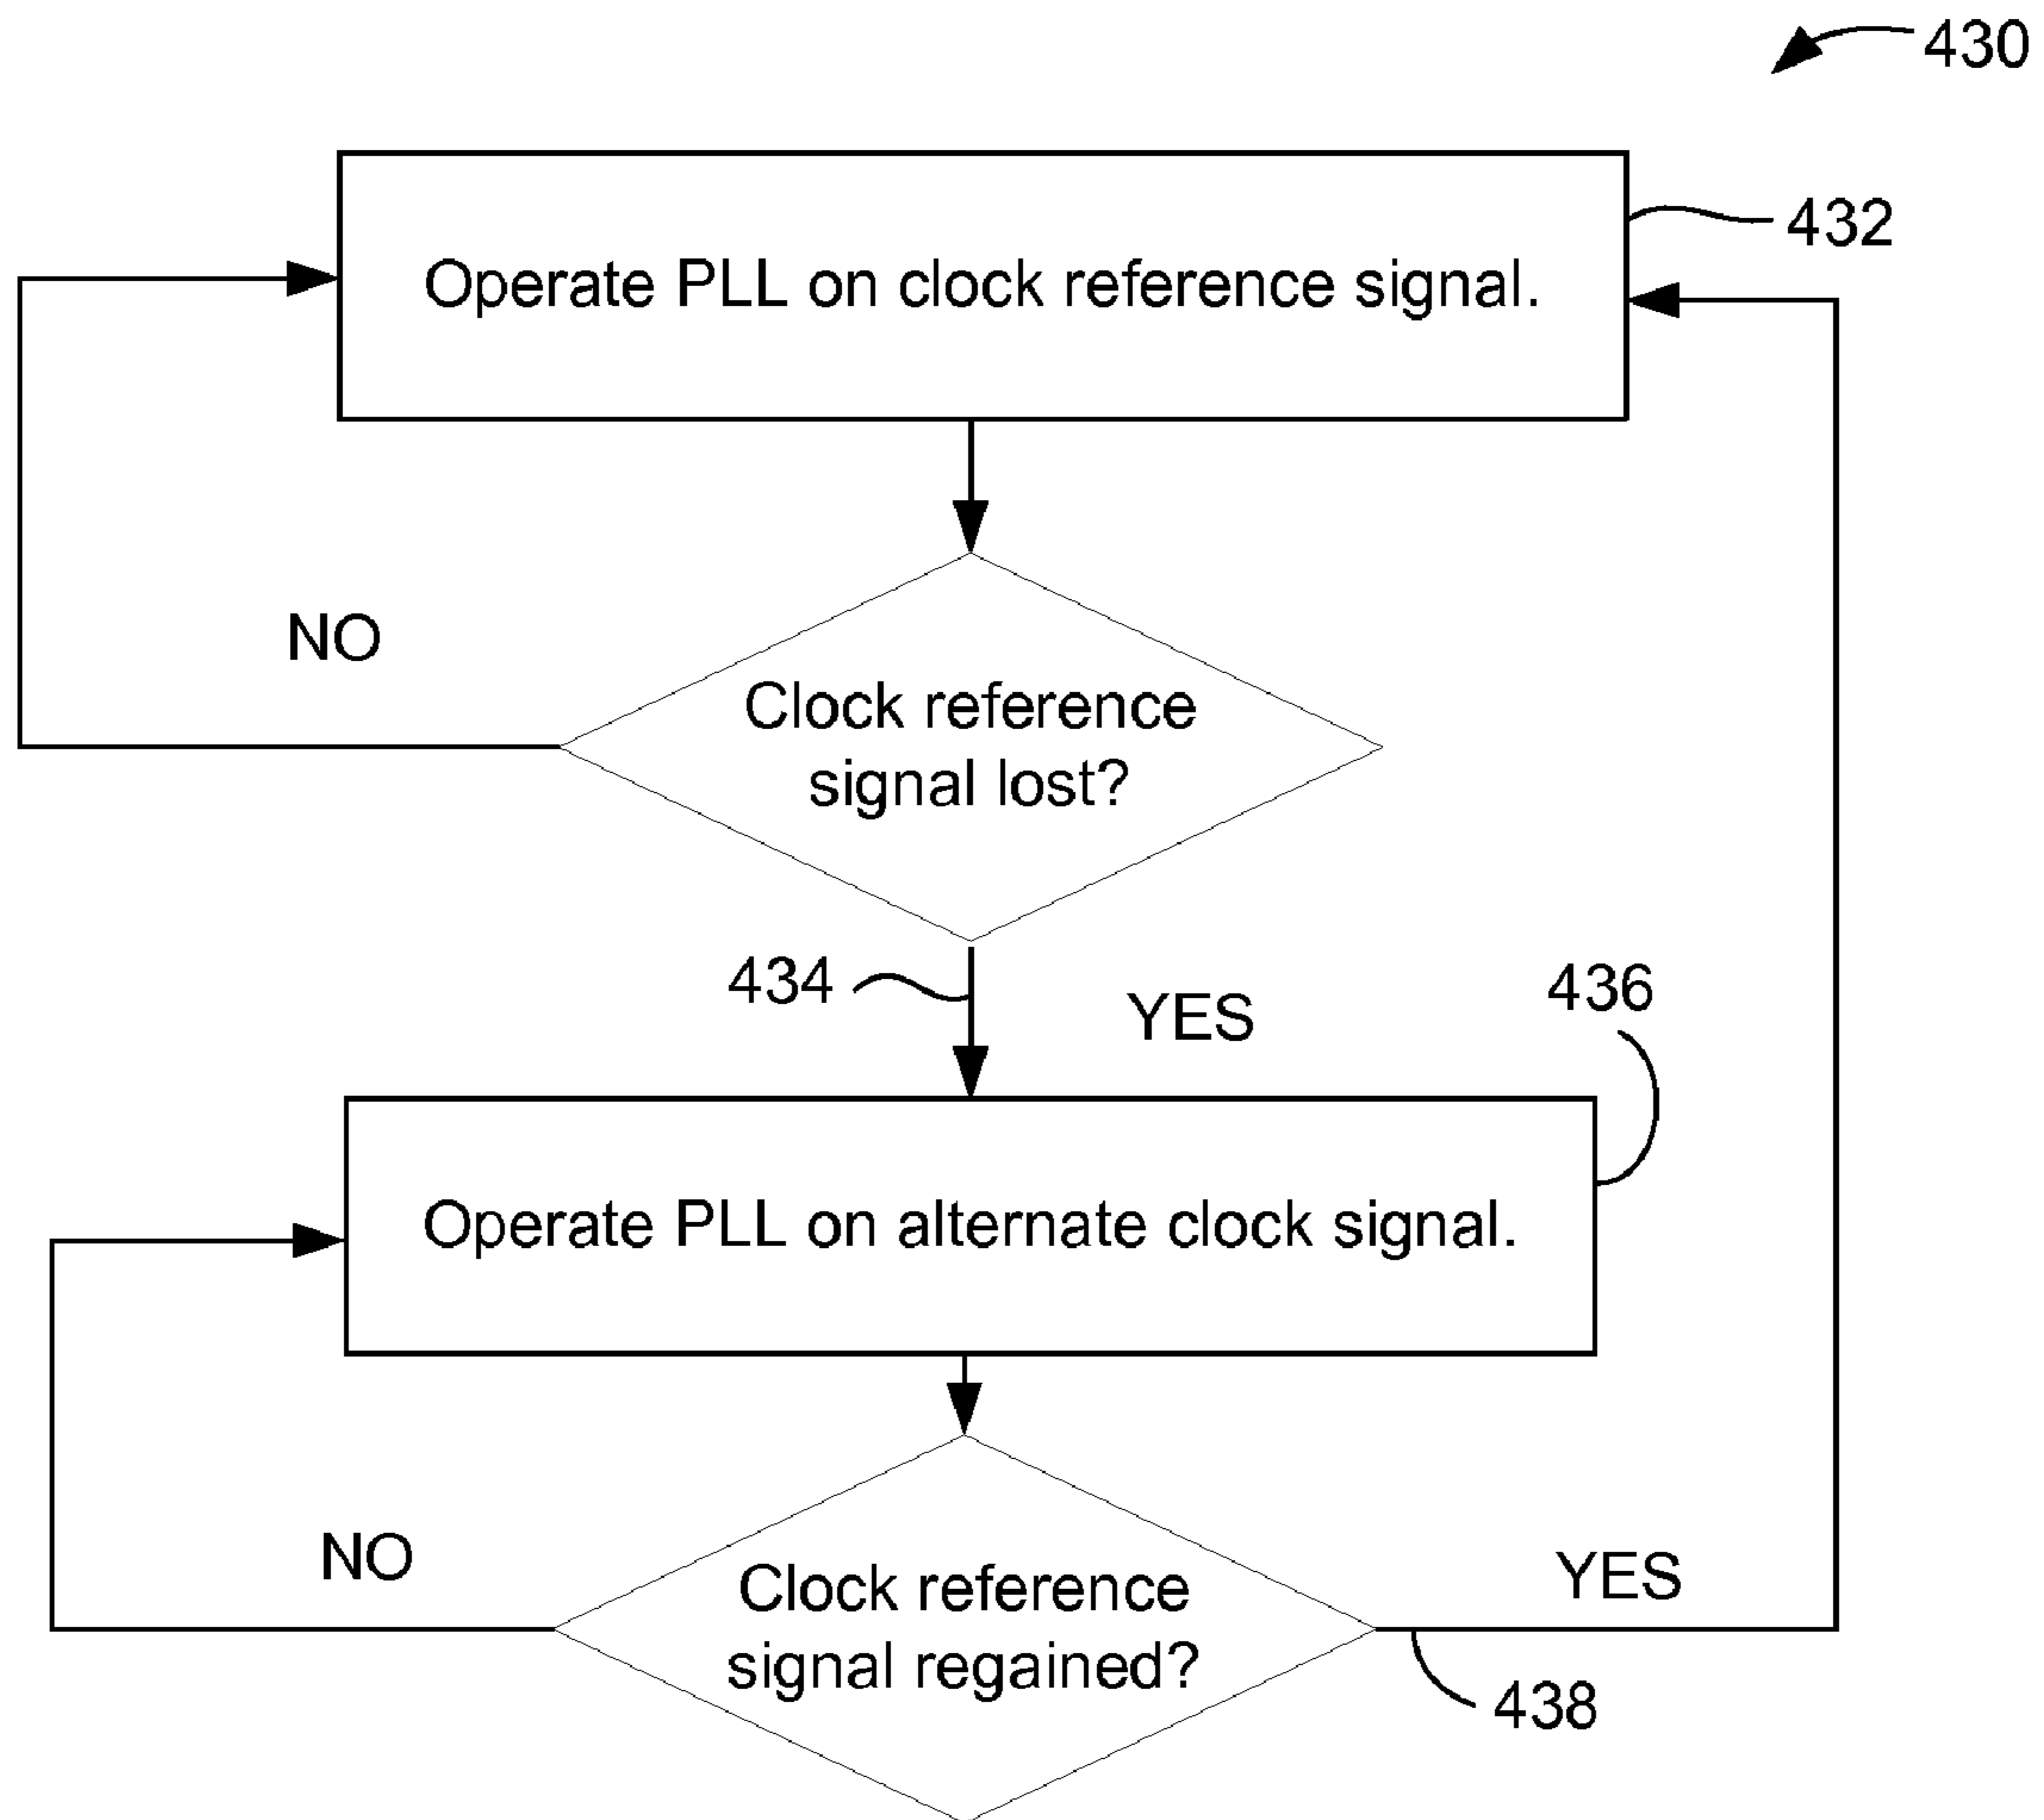 430
432
Operate PLL on clock reference signal.
NO
Clock reference
signal lost?
434
YES
436
Operate PLL on alternate clock signal.
NO
Clock reference
signal regained?
YES
438